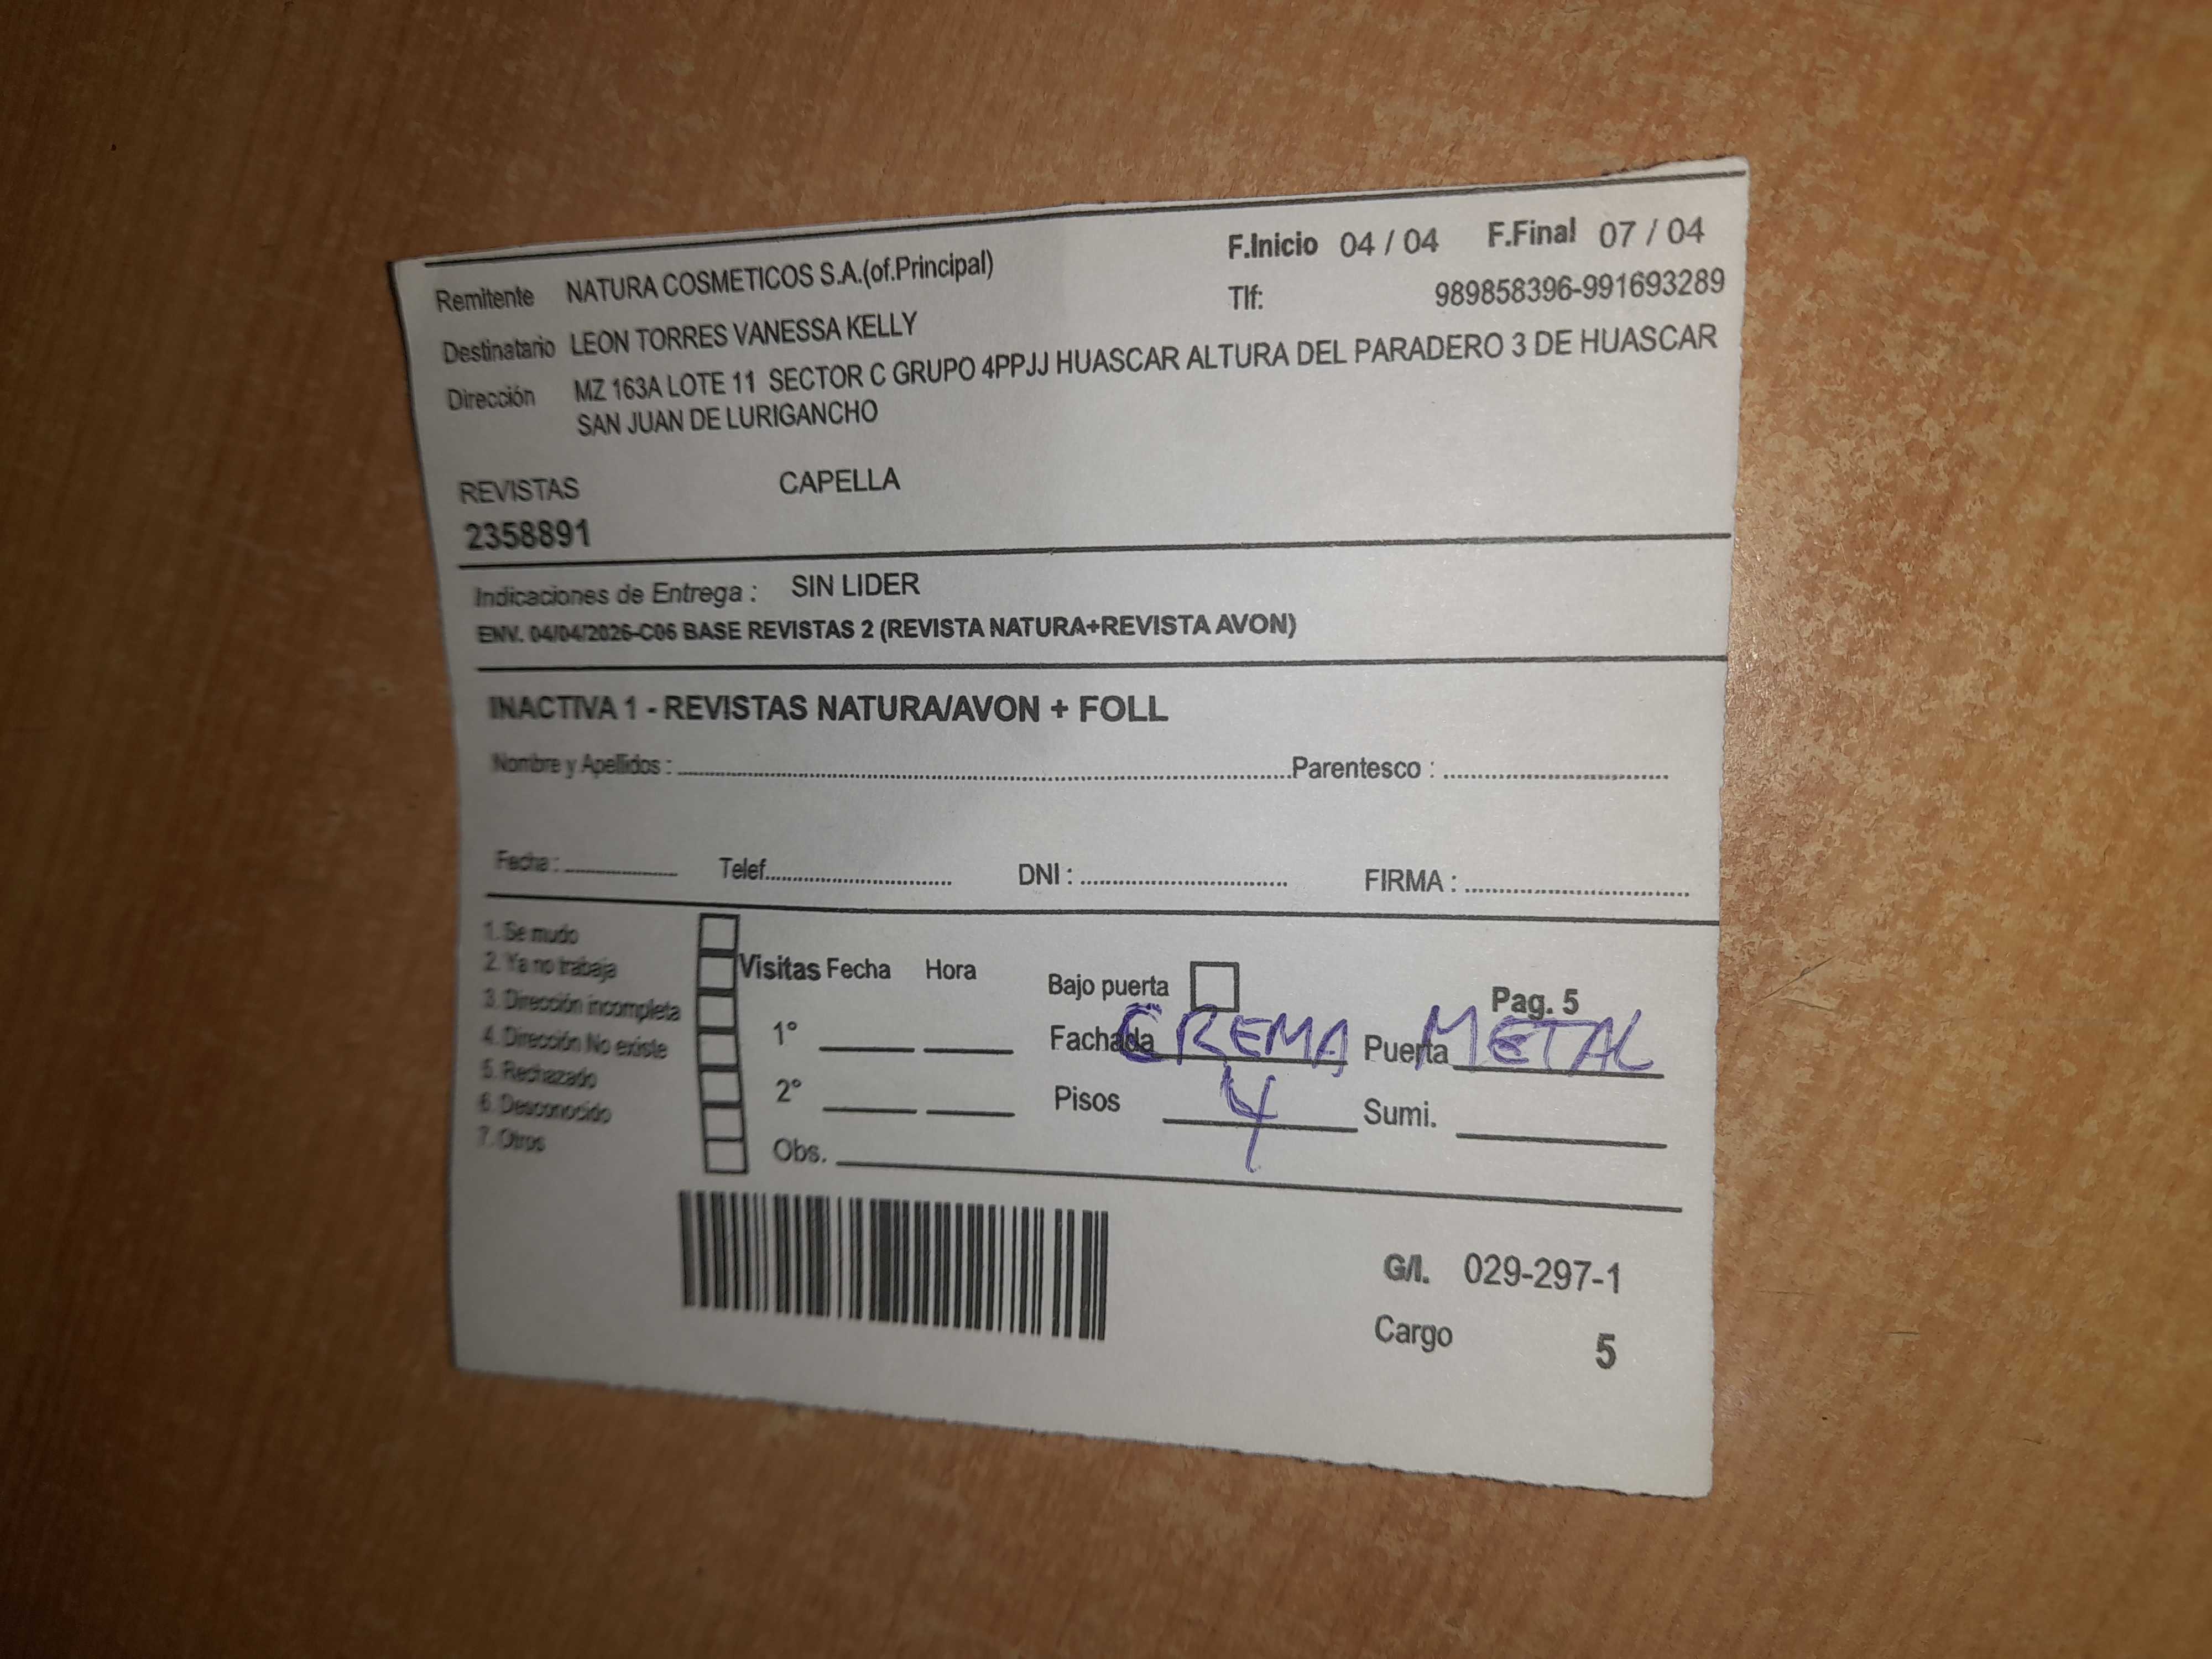 F.Inicio 04 / 04 F.Final 07 / 04
Remitente NATURA COSMETICOS S.A.(of.Principal)
Tlf: 989858396-991693289
Destinatario LEON TORRES VANESSA KELLY
Dirección MZ 163A LOTE 11 SECTOR C GRUPO 4PPJJ HUASCAR ALTURA DEL PARADERO 3 DE HUASCAR
SAN JUAN DE LURIGANCHO
REVISTAS CAPELLA
2358891
Indicaciones de Entrega : SIN LIDER
ENV. 04/04/2026-C06 BASE REVISTAS 2 (REVISTA NATURA+REVISTA AVON)
INACTIVA 1 - REVISTAS NATURA/AVON + FOLL
Nombre y Apellidos : Parentesco :
Fecha : Telef. DNI : FIRMA :
1. Se mudo
2. Ya no trabaja
3. Dirección incompleta
4. Dirección No existe
5. Rechazado
6. Desconocido
7. Otros
Visitas Fecha Hora
1°
2°
Obs.
Bajo puerta Pag. 5
Fachada CREMA Puerta METAL
Pisos 4 Sumi.
G/I. 029-297-1
Cargo 5